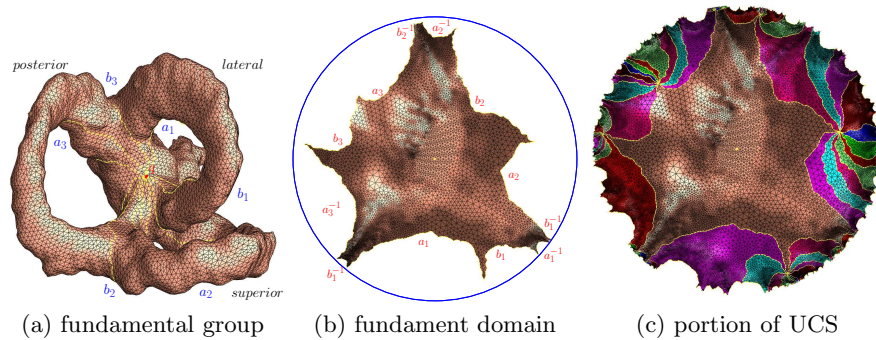 posterior
b₃
lateral
a₁
a₃
b₁
b₂
a₂
superior
b₂⁻¹
a₂⁻¹
a₃
b₂
b₃
a₂
a₃⁻¹
a₁
b₁⁻¹
b₁
a₁⁻¹
b₁⁻¹
(a) fundamental group
(b) fundament domain
(c) portion of UCS